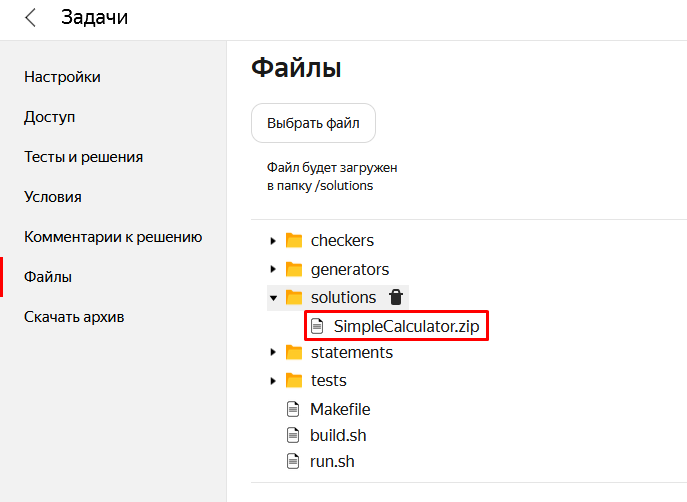 Задачи
Настройки
Доступ
Тесты и решения
Условия
Комментарии к решению
Файлы
Скачать архив
Файлы
Выбрать файл
Файл будет загружен
в папку /solutions
checkers
generators
solutions
SimpleCalculator.zip
statements
tests
Makefile
build.sh
run.sh